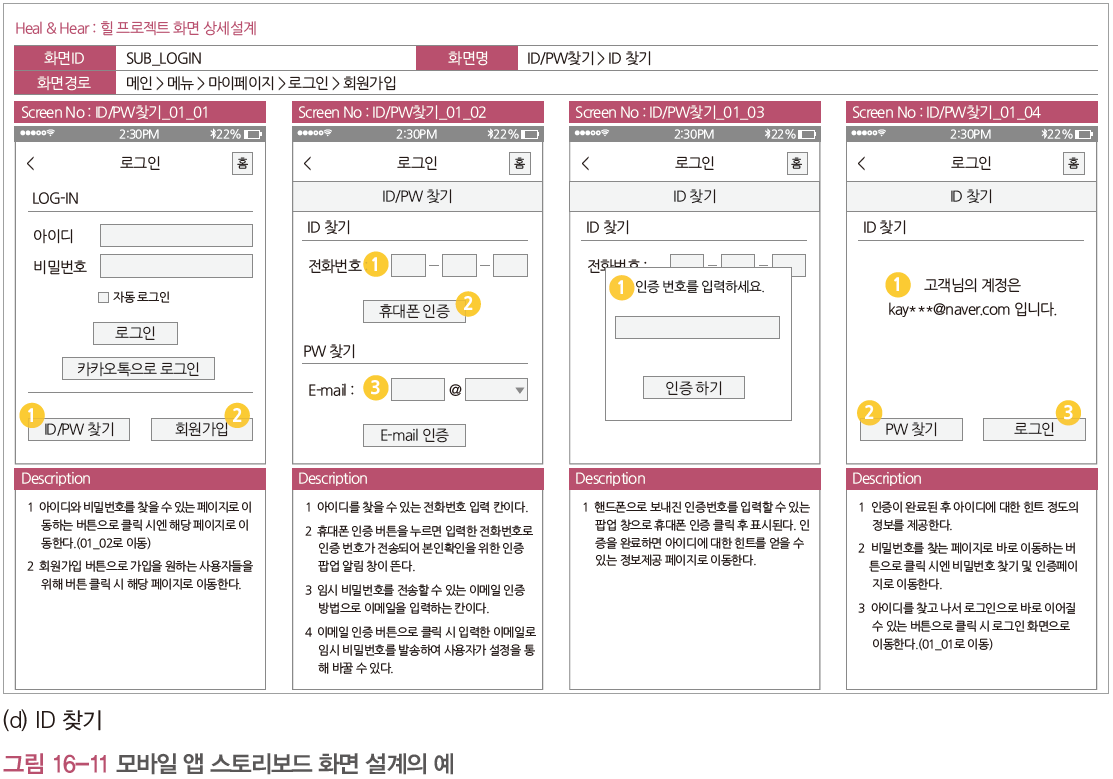 Heal & Hear : 힐 프로젝트 화면 상세설계
화면ID SUB_LOGIN 화면명 ID/PW찾기 > ID 찾기
화면경로 메인 > 메뉴 > 마이페이지 > 로그인 > 회원가입
Screen No : ID/PW찾기_01_01
2:30PM 22%
< 로그인 홈
LOG-IN
아이디
비밀번호
자동 로그인
로그인
카카오톡으로 로그인
1 2
ID/PW 찾기 회원가입
Description
1 아이디와 비밀번호를 찾을 수 있는 페이지로 이
동하는 버튼으로 클릭 시엔 해당 페이지로 이
동한다.(01_02로 이동)
2 회원가입 버튼으로 가입을 원하는 사용자들을
위해 버튼 클릭 시 해당 페이지로 이동한다.
Screen No : ID/PW찾기_01_02
2:30PM 22%
< 로그인 홈
ID/PW 찾기
ID 찾기
전화번호 : 1 – –
휴대폰 인증 2
PW 찾기
E-mail : 3 @
E-mail 인증
Description
1 아이디를 찾을 수 있는 전화번호 입력 칸이다.
2 휴대폰 인증 버튼을 누르면 입력한 전화번호로
인증 번호가 전송되어 본인확인을 위한 인증
팝업 알림 창이 뜬다.
3 임시 비밀번호를 전송할 수 있는 이메일 인증
방법으로 이메일을 입력하는 칸이다.
4 이메일 인증 버튼으로 클릭 시 입력한 이메일로
임시 비밀번호를 발송하여 사용자가 설정을 통
해 바꿀 수 있다.
Screen No : ID/PW찾기_01_03
2:30PM 22%
< 로그인 홈
ID 찾기
ID 찾기
전화번호 : – –
1 인증 번호를 입력하세요.
인증 하기
Description
1 핸드폰으로 보내진 인증번호를 입력할 수 있는
팝업 창으로 휴대폰 인증 클릭 후 표시된다. 인
증을 완료하면 아이디에 대한 힌트를 얻을 수
있는 정보제공 페이지로 이동한다.
Screen No : ID/PW찾기_01_04
2:30PM 22%
< 로그인 홈
ID 찾기
ID 찾기
1 고객님의 계정은
kay***@naver.com 입니다.
2 3
PW 찾기 로그인
Description
1 인증이 완료된 후 아이디에 대한 힌트 정도의
정보를 제공한다.
2 비밀번호를 찾는 페이지로 바로 이동하는 버
튼으로 클릭 시엔 비밀번호 찾기 및 인증페이
지로 이동한다.
3 아이디를 찾고 나서 로그인으로 바로 이어질
수 있는 버튼으로 클릭 시 로그인 화면으로
이동한다.(01_01로 이동)
(d) ID 찾기
그림 16-11 모바일 앱 스토리보드 화면 설계의 예